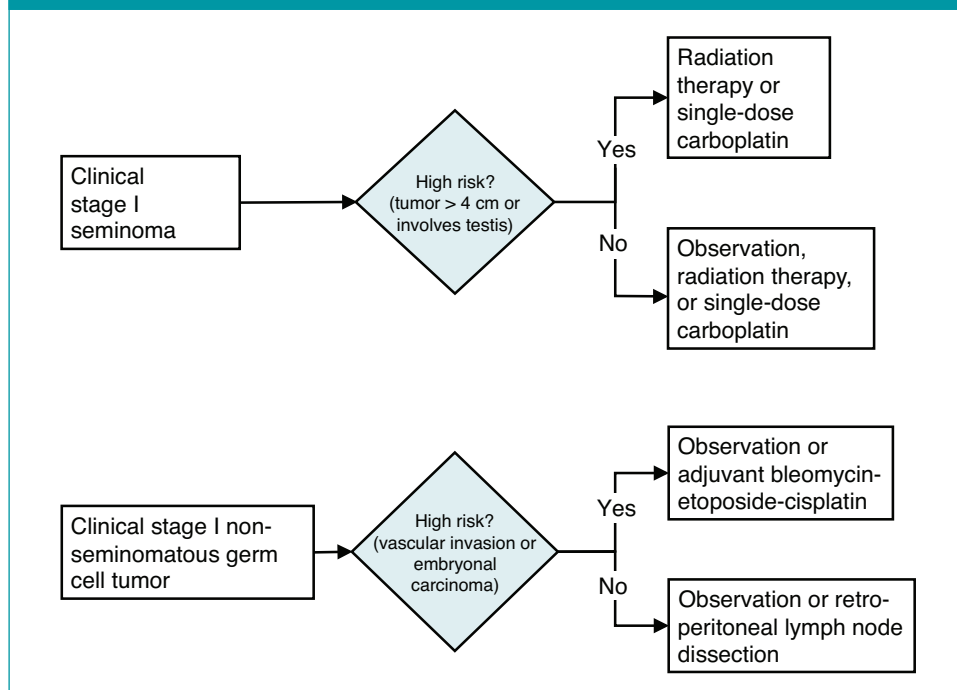 Clinical
stage I
seminoma
High risk?
(tumor > 4 cm or
involves testis)
Yes
Radiation
therapy or
single-dose
carboplatin
No
Observation,
radiation therapy,
or single-dose
carboplatin
Clinical stage I non-
seminomatous germ
cell tumor
High risk?
(vascular invasion or
embryonal
carcinoma)
Yes
Observation or
adjuvant bleomycin-
etoposide-cisplatin
No
Observation or retro-
peritoneal lymph node
dissection